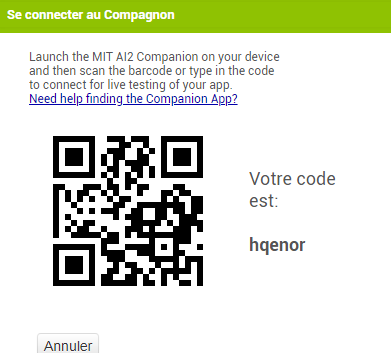 Se connecter au Compagnon
Launch the MIT AI2 Companion on your device
and then scan the barcode or type in the code
to connect for live testing of your app.
Need help finding the Companion App?
Votre code
est:
hqenor
hqenor
Annuler